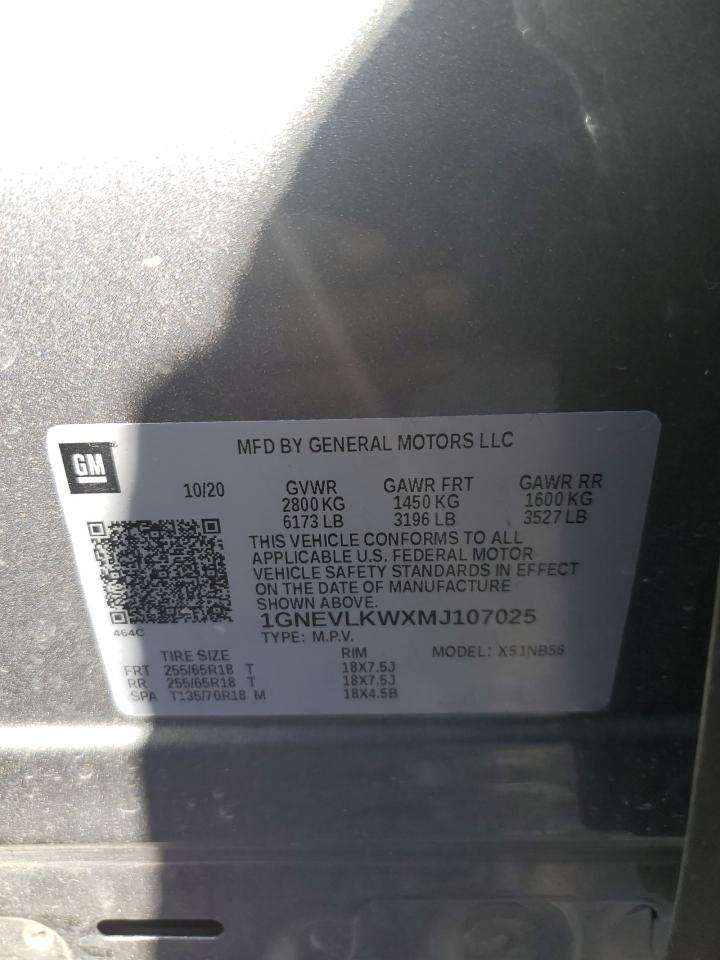 MFD BY GENERAL MOTORS LLC
GM
10/20 GVWR GAWR FRT GAWR RR
2800 KG 1450 KG 1600 KG
6173 LB 3196 LB 3527 LB
THIS VEHICLE CONFORMS TO ALL
APPLICABLE U.S. FEDERAL MOTOR
VEHICLE SAFETY STANDARDS IN EFFECT
ON THE DATE OF MANUFACTURE
SHOWN ABOVE.
1GNEVLKWXMJ107025
464C
TYPE: M.P.V. MODEL: X51NB56
TIRE SIZE RIM
FRT 255/65R18 T 18X7.5J
RR 255/65R18 T 18X7.5J
SPA T135/70R18 M 18X4.5B